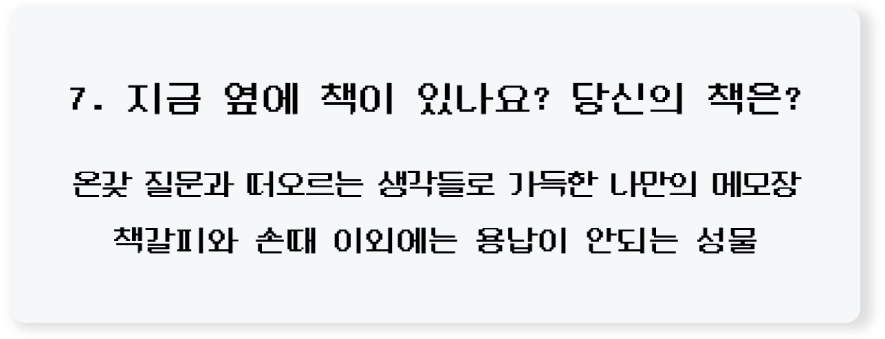 7. 지금 옆에 책이 있나요? 당신의 책은?
온갖 질문과 떠오르는 생각들로 가득한 나만의 메모장
책갈피와 손때 이외에는 용납이 안되는 성물